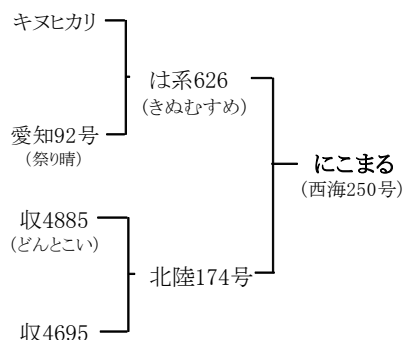 キヌヒカリ
は系626
(きぬむすめ)
愛知92号
(祭り晴)
にこまる
(西海250号)
収4885
(どんとこい)
北陸174号
収4695